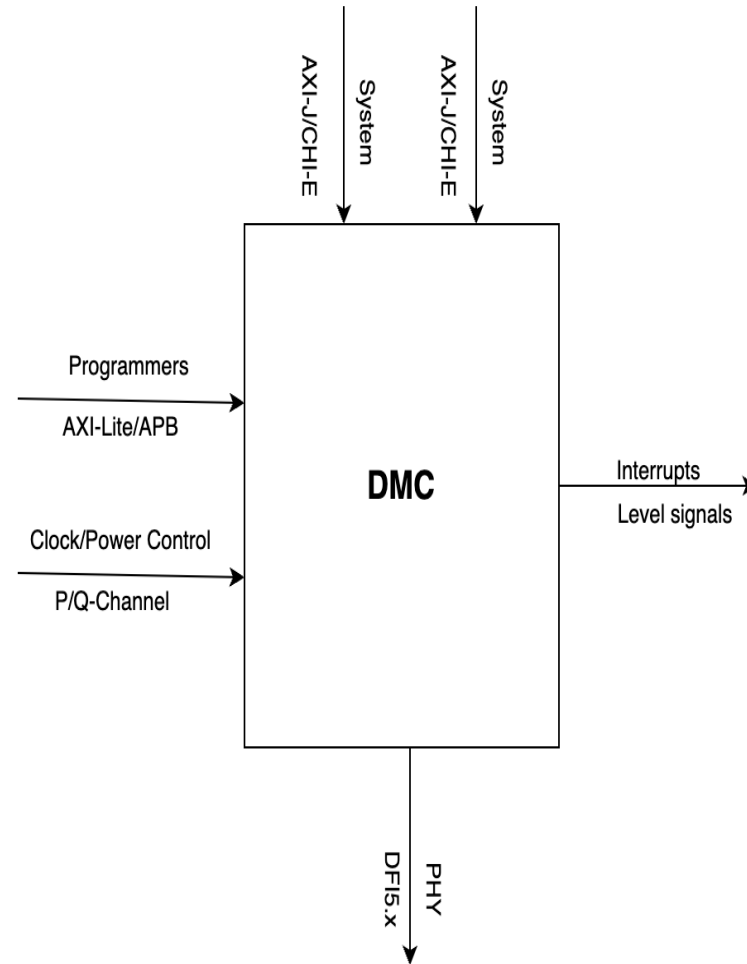 System
AXI-J/CHI-E
System
AXI-J/CHI-E
Programmers
AXI-Lite/APB
DMC
Interrupts
Level signals
Clock/Power Control
P/Q-Channel
PHY
DFI5.x